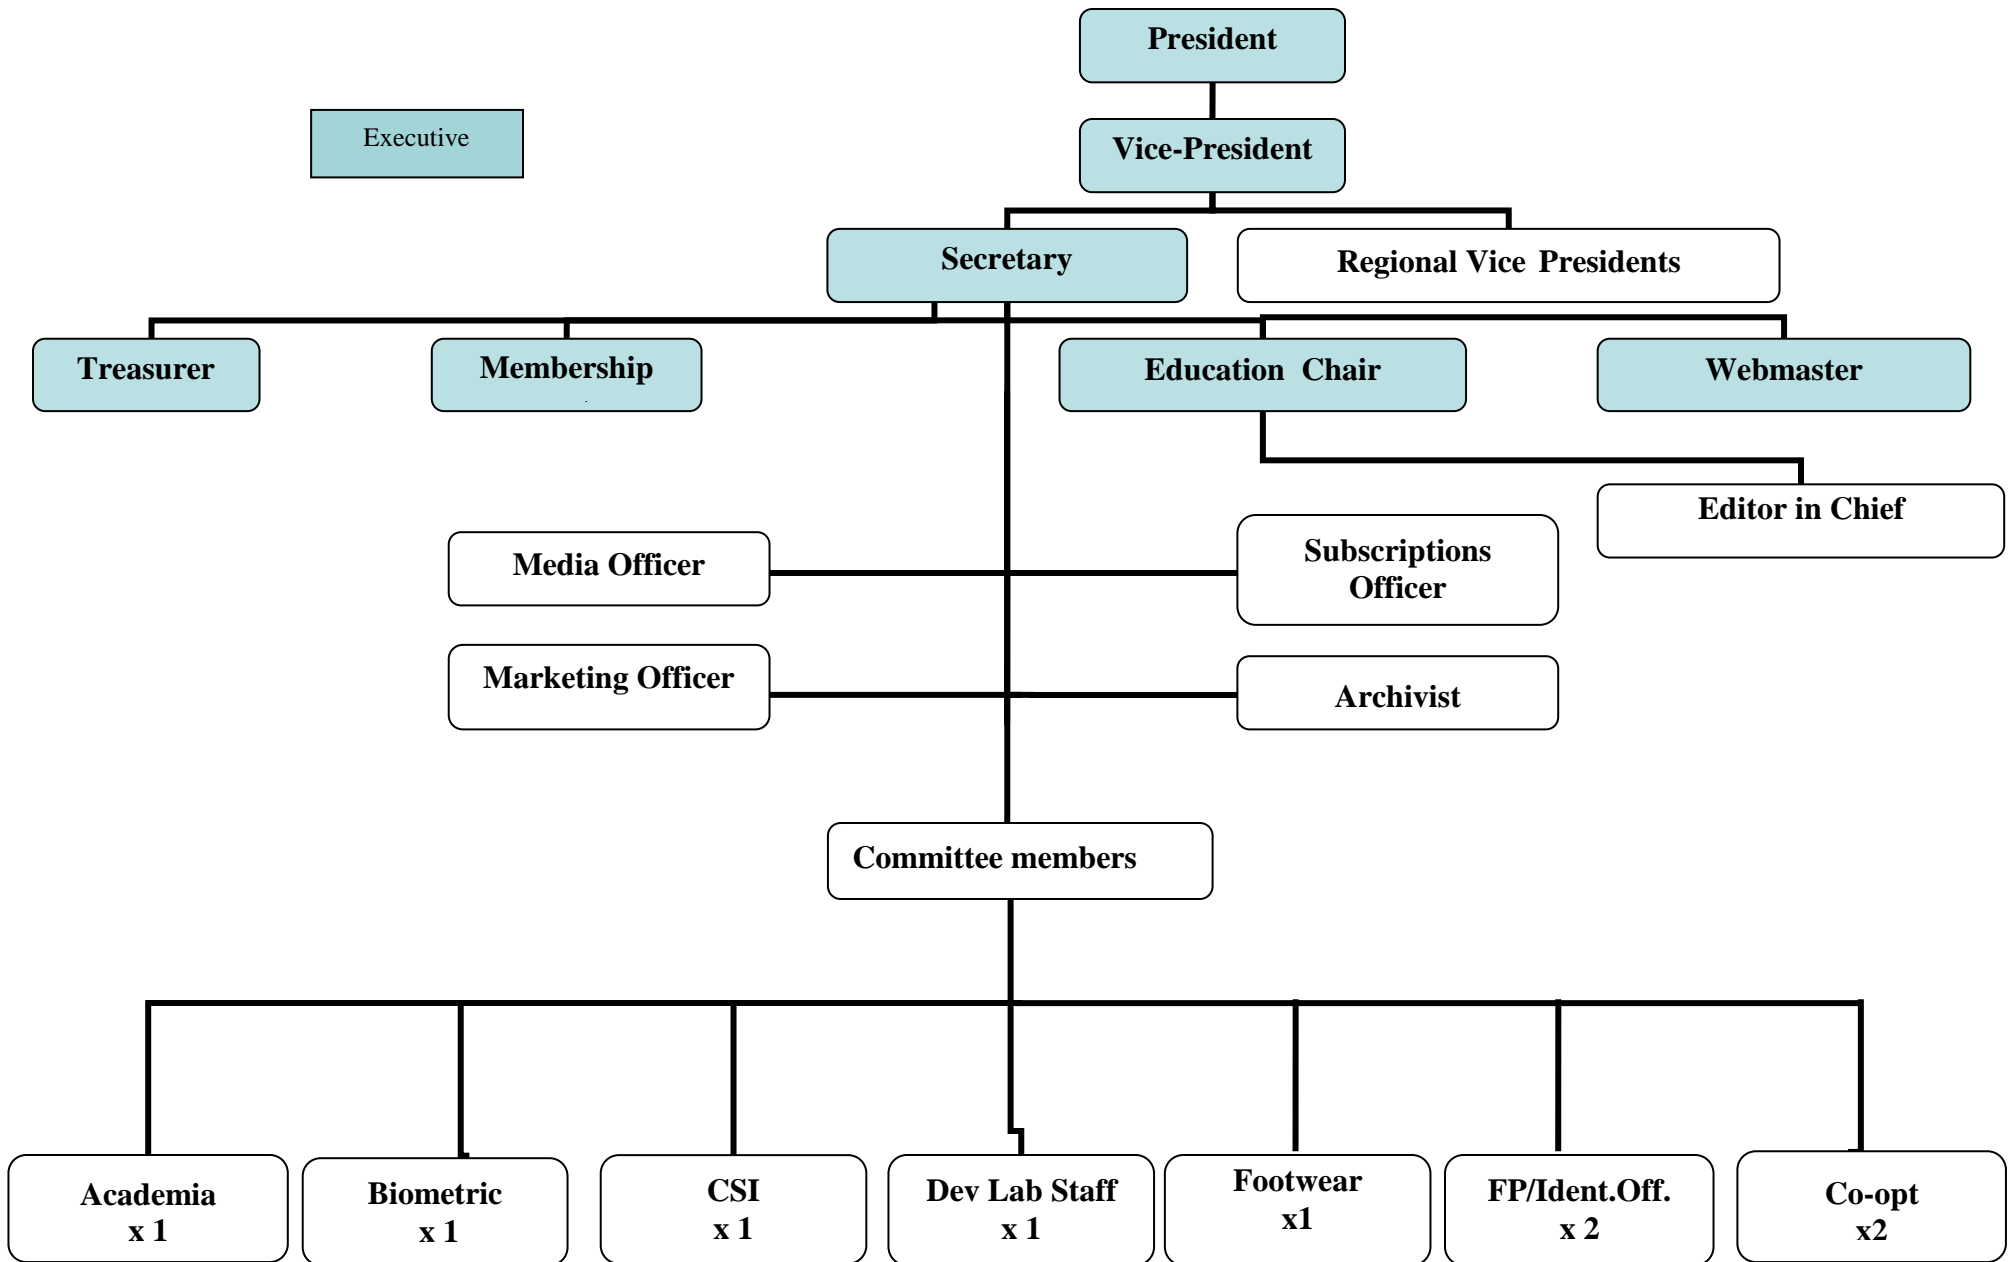 President
Executive
Vice-President
Secretary
Regional Vice Presidents
Treasurer
Membership
Education Chair
Webmaster
Editor in Chief
Media Officer
Subscriptions
Officer
Marketing Officer
Archivist
Committee members
Academia
x 1
Biometric
x 1
CSI
x 1
Dev Lab Staff
x 1
Footwear
x1
FP/Ident.Off.
x 2
Co-opt
x2